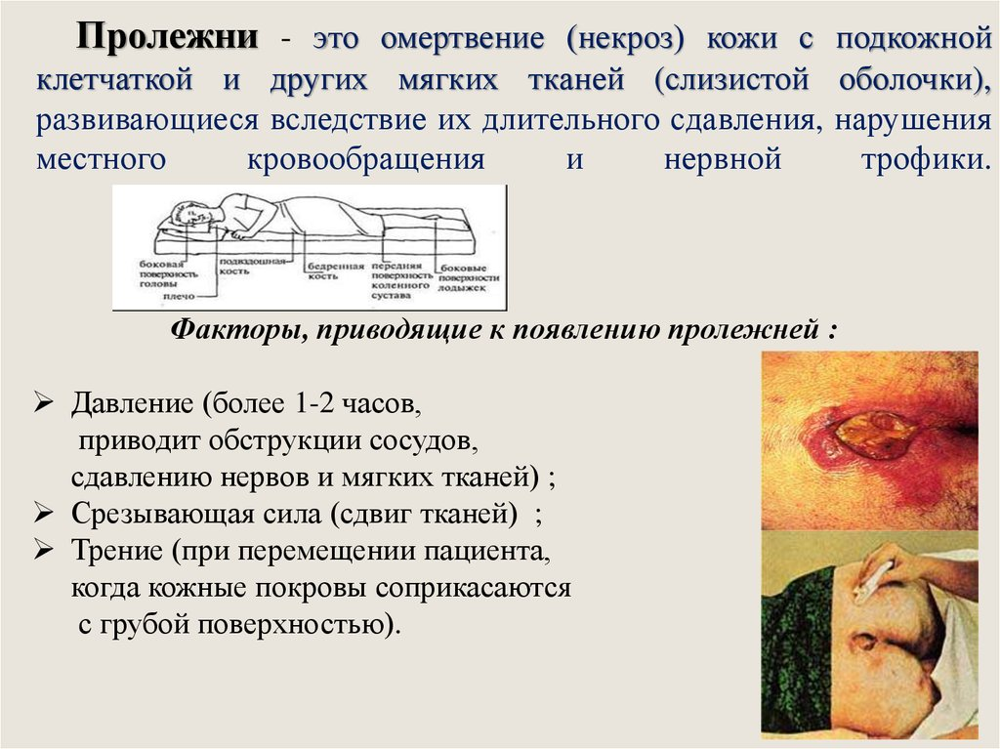 Пролежни - это омертвение (некроз) кожи с подкожной
клетчаткой и других мягких тканей (слизистой оболочки),
развивающиеся вследствие их длительного сдавления, нарушения
местного кровообращения и нервной трофики.
боковая поверхность головы
плечо
подвздошная кость
бедренная кость
передняя поверхность коленного сустава
боковые поверхности лодыжек
Факторы, приводящие к появлению пролежней :
➢ Давление (более 1-2 часов,
приводит обструкции сосудов,
сдавлению нервов и мягких тканей) ;
➢ Срезывающая сила (сдвиг тканей) ;
➢ Трение (при перемещении пациента,
когда кожные покровы соприкасаются
с грубой поверхностью).